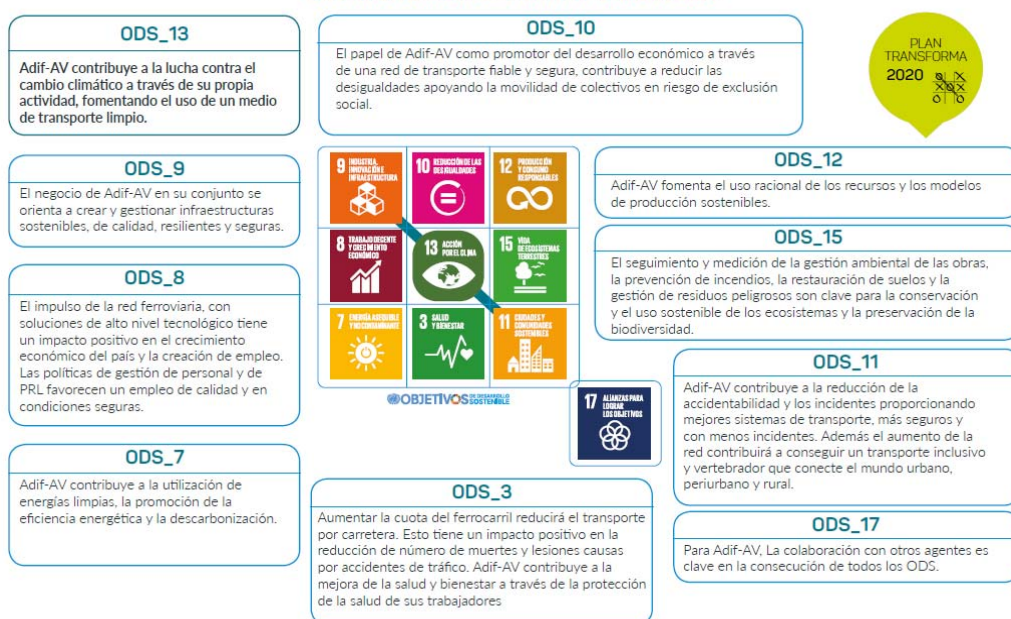 ODS_13
Adif-AV contribuye a la lucha contra el
cambio climático a través de su propia
actividad, fomentando el uso de un medio
de transporte limpio.
ODS_10
El papel de Adif-AV como promotor del desarrollo económico a través
de una red de transporte fiable y segura, contribuye a reducir las
desigualdades apoyando la movilidad de colectivos en riesgo de exclusión
social.
PLAN
TRANSFORMA
2020
ODS_9
El negocio de Adif-AV en su conjunto se
orienta a crear y gestionar infraestructuras
sostenibles, de calidad, resilientes y seguras.
ODS_8
El impulso de la red ferroviaria, con
soluciones de alto nivel tecnológico tiene
un impacto positivo en el crecimiento
económico del país y la creación de empleo.
Las políticas de gestión de personal y de
PRL favorecen un empleo de calidad y en
condiciones seguras.
ODS_7
Adif-AV contribuye a la utilización de
energías limpias, la promoción de la
eficiencia energética y la descarbonización.
9 INDUSTRIA,
INNOVACIÓN E
INFRAESTRUCTURA
10 REDUCCIÓN DE LAS
DESIGUALDADES
12 PRODUCCIÓN
Y CONSUMO
RESPONSABLES
8 TRABAJO DECENTE
Y CRECIMIENTO
ECONÓMICO
13 ACCIÓN
POR EL CLIMA
15 VIDA
DE ECOSISTEMAS
TERRESTRES
7 ENERGÍA ASEQUIBLE
Y NO CONTAMINANTE
3 SALUD
Y BIENESTAR
11 CIUDADES Y
COMUNIDADES
SOSTENIBLES
OBJETIVOS DE DESARROLLO
SOSTENIBLE
17 ALIANZAS PARA
LOGRAR
LOS OBJETIVOS
ODS_3
Aumentar la cuota del ferrocarril reducirá el transporte
por carretera. Esto tiene un impacto positivo en la
reducción de número de muertes y lesiones causas
por accidentes de tráfico. Adif-AV contribuye a la
mejora de la salud y bienestar a través de la protección
de la salud de sus trabajadores
ODS_12
Adif-AV fomenta el uso racional de los recursos y los modelos
de producción sostenibles.
ODS_15
El seguimiento y medición de la gestión ambiental de las obras,
la prevención de incendios, la restauración de suelos y la
gestión de residuos peligrosos son clave para la conservación
y el uso sostenible de los ecosistemas y la preservación de la
biodiversidad.
ODS_11
Adif-AV contribuye a la reducción de la
accidentabilidad y los incidentes proporcionando
mejores sistemas de transporte, más seguros y
con menos incidentes. Además el aumento de la
red contribuirá a conseguir un transporte inclusivo
y vertebrador que conecte el mundo urbano,
periurbano y rural.
ODS_17
Para Adif-AV, La colaboración con otros agentes es
clave en la consecución de todos los ODS.